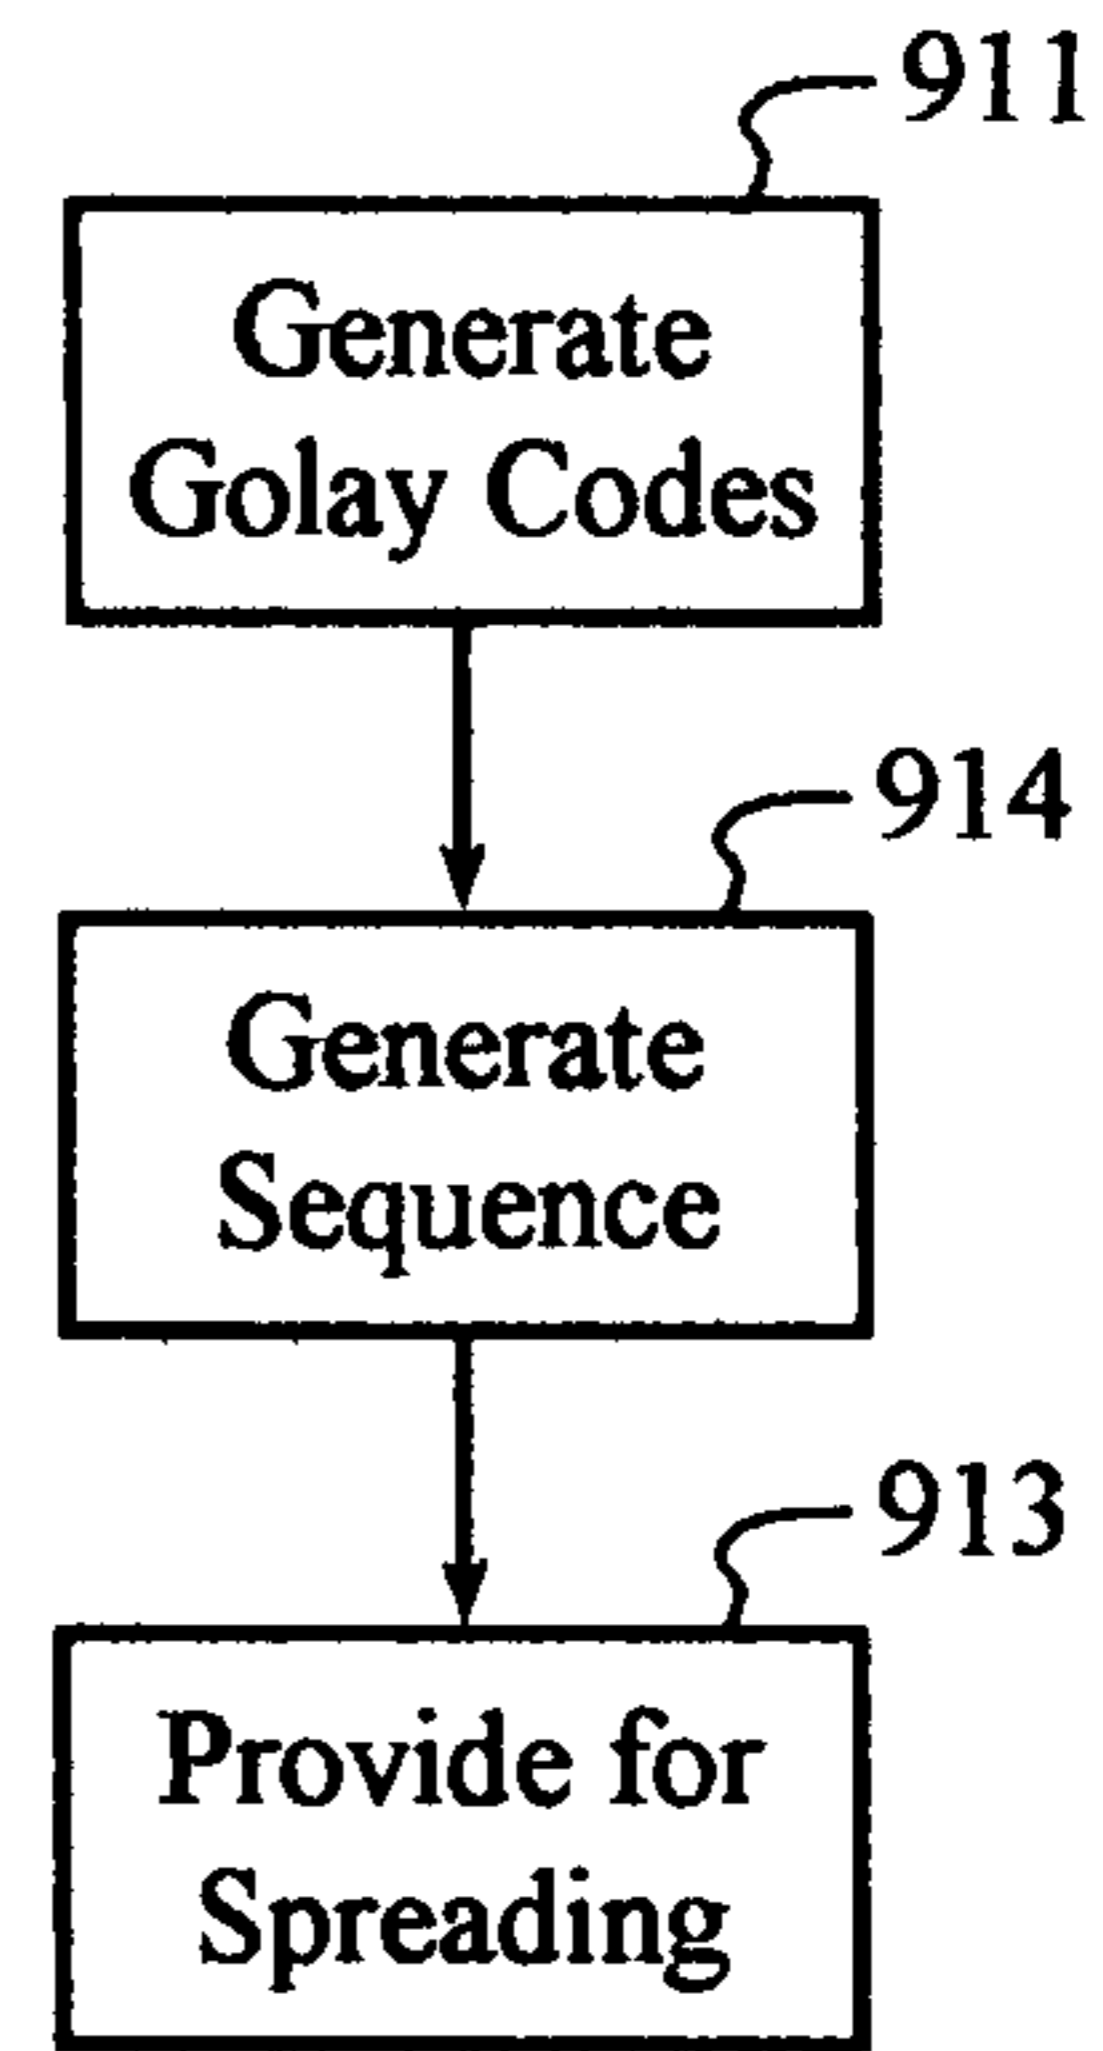 911
Generate
Golay Codes
914
Generate
Sequence
913
Provide for
Spreading